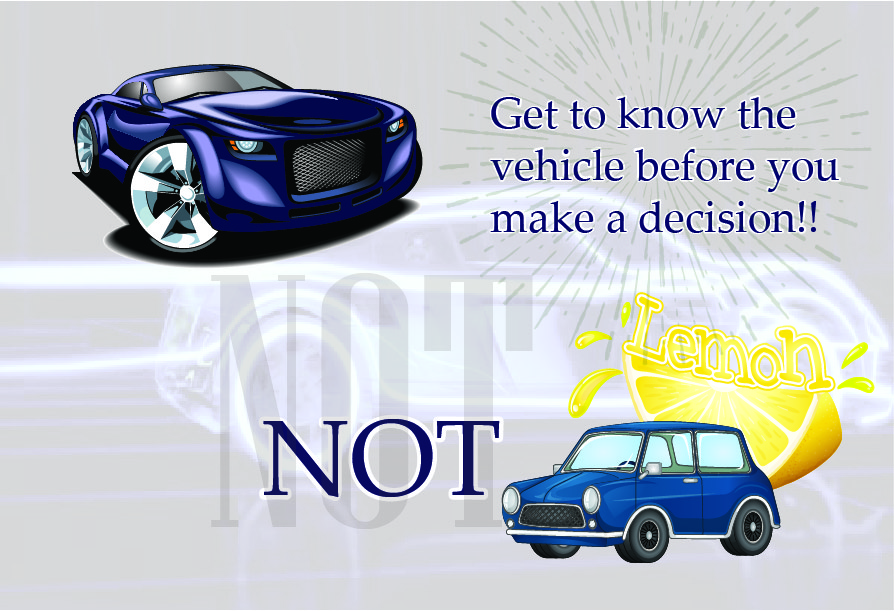 Get to know the
vehicle before you
make a decision!!
NOT
Lemon
NOT